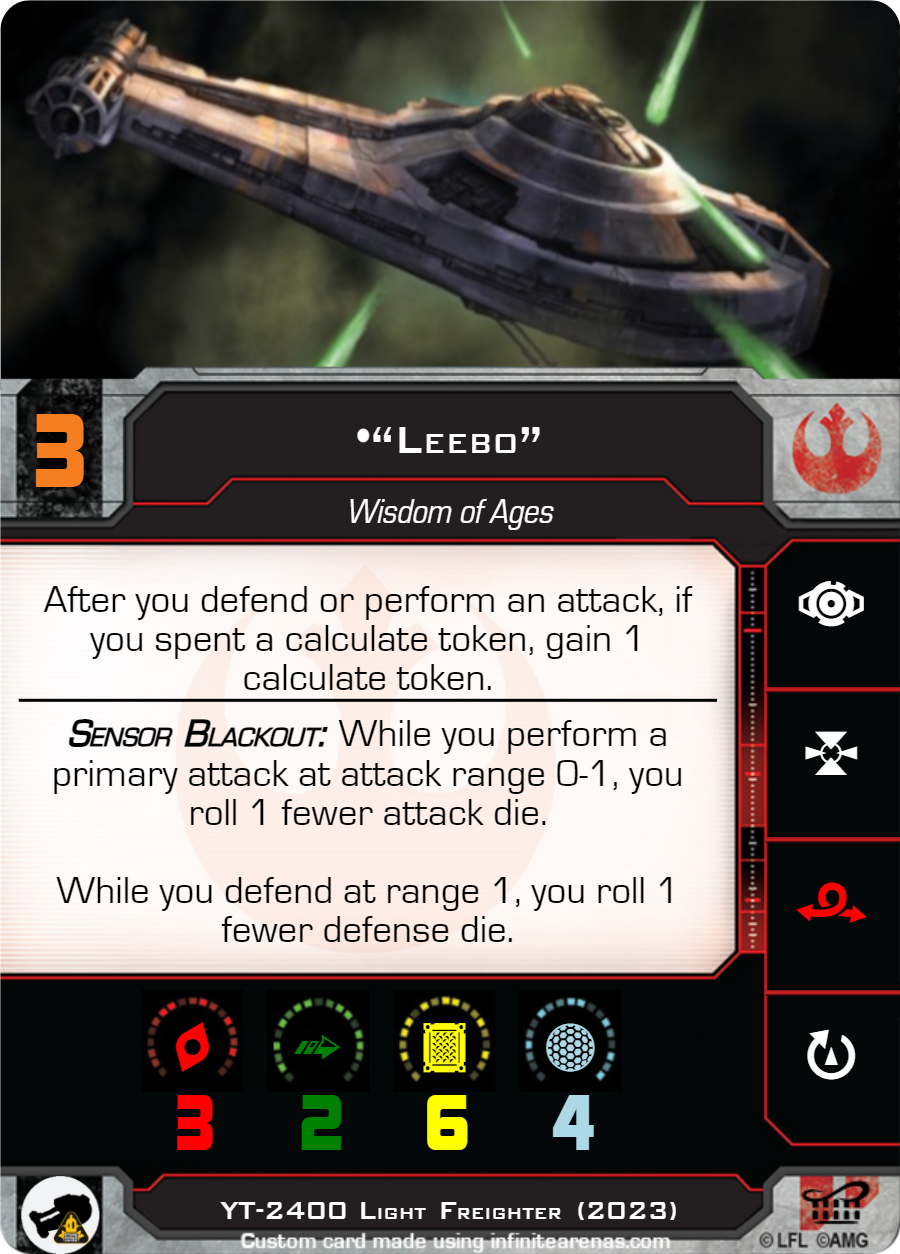 3
•“Leebo”
Wisdom of Ages
After you defend or perform an attack, if
you spent a calculate token, gain 1
calculate token.
Sensor Blackout: While you perform a
primary attack at attack range 0-1, you
roll 1 fewer attack die.
While you defend at range 1, you roll 1
fewer defense die.
3 2 6 4
YT-2400 Light Freighter (2023)
Custom card made using infinitearenas.com
© LFL ©AMG